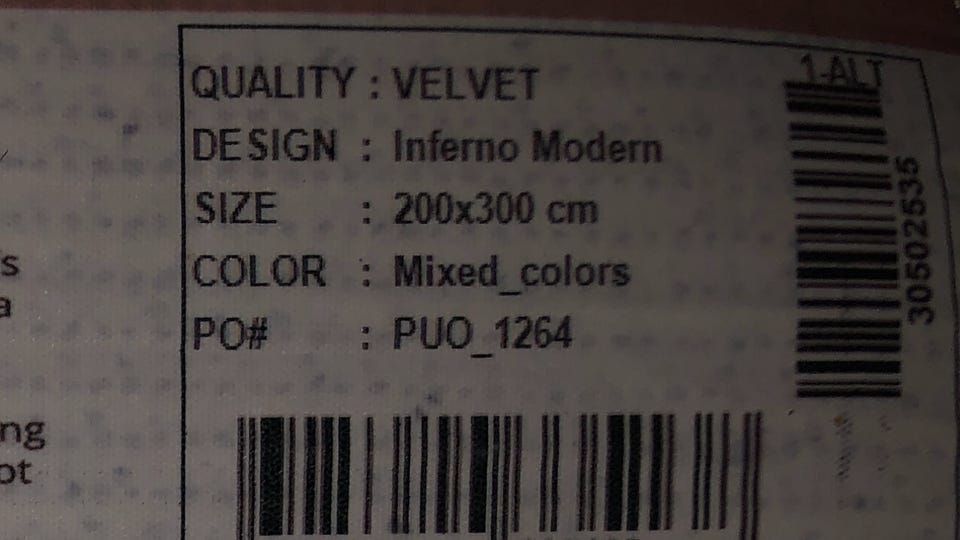 QUALITY : VELVET
DESIGN : Inferno Modern
SIZE : 200x300 cm
COLOR : Mixed_colors
PO# : PUO_1264
1-ALT
30502535
s
a
ng
ot